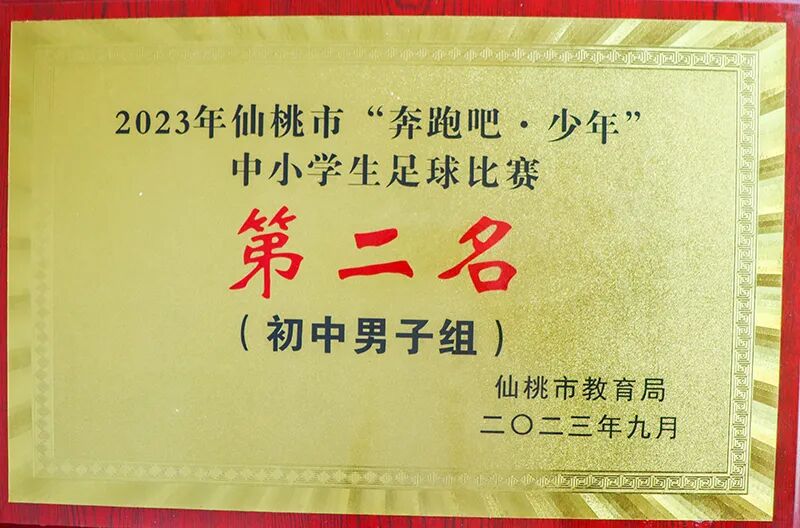 2023年仙桃市“奔跑吧·少年”
中小学生足球比赛
第二名
（初中男子组）
仙桃市教育局
二〇二三年九月